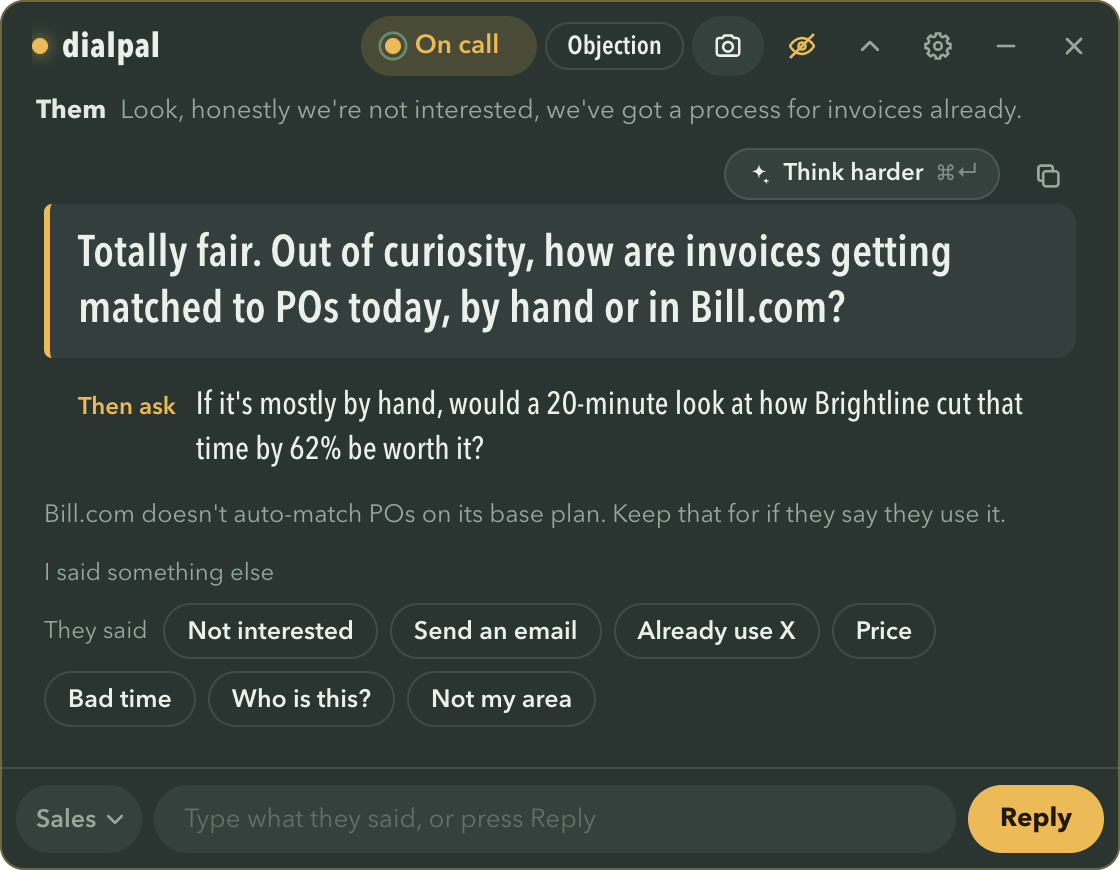 dialpal
On call
Objection
Them Look, honestly we're not interested, we've got a process for invoices already.
Think harder ⌘↵
Totally fair. Out of curiosity, how are invoices getting
matched to POs today, by hand or in Bill.com?
Then ask If it's mostly by hand, would a 20-minute look at how Brightline cut that
time by 62% be worth it?
Bill.com doesn't auto-match POs on its base plan. Keep that for if they say they use it.
I said something else
They said Not interested Send an email Already use X Price
Bad time Who is this? Not my area
Sales Type what they said, or press Reply Reply